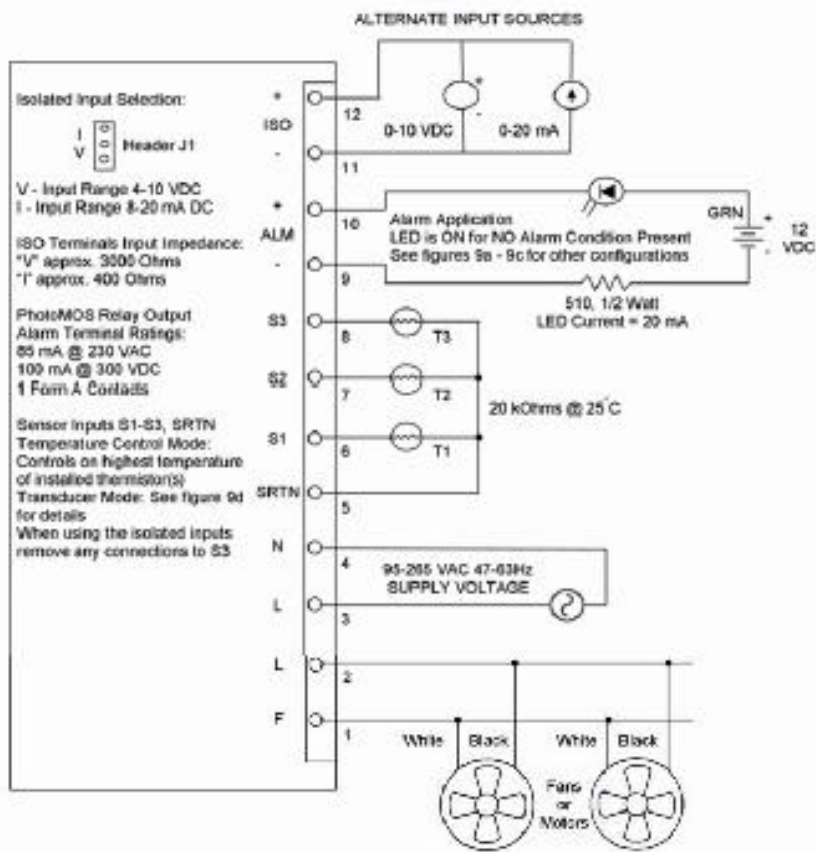 ALTERNATE INPUT SOURCES
Isolated Input Selection:
I
V
Header J1
V - Input Range 4-10 VDC
I - Input Range 8-20 mA DC
ISO Terminals Input Impedance:
"V" approx. 3000 Ohms
"I" approx. 400 Ohms
PhotoMOS Relay Output
Alarm Terminal Ratings:
85 mA @ 230 VAC
100 mA @ 300 VDC
1 Form A Contacts
Sensor Inputs S1-S3, SRTN
Temperature Control Mode:
Controls on highest temperature
of installed thermistor(s)
Transducer Mode: See figure 9d
for details
When using the isolated inputs
remove any connections to S3
+
ISO
-
+
ALM
-
S3
S2
S1
SRTN
N
L
L
F
12
11
10
9
8
7
6
5
4
3
2
1
+
-
0-10 VDC
0-20 mA
Alarm Application
LED is ON for NO Alarm Condition Present
See figures 9a - 9c for other configurations
GRN
+
-
12
VDC
510, 1/2 Watt
LED Current = 20 mA
T3
T2
T1
20 kOhms @ 25°C
95-265 VAC 47-63Hz
SUPPLY VOLTAGE
White Black White Black
Fans
or
Motors